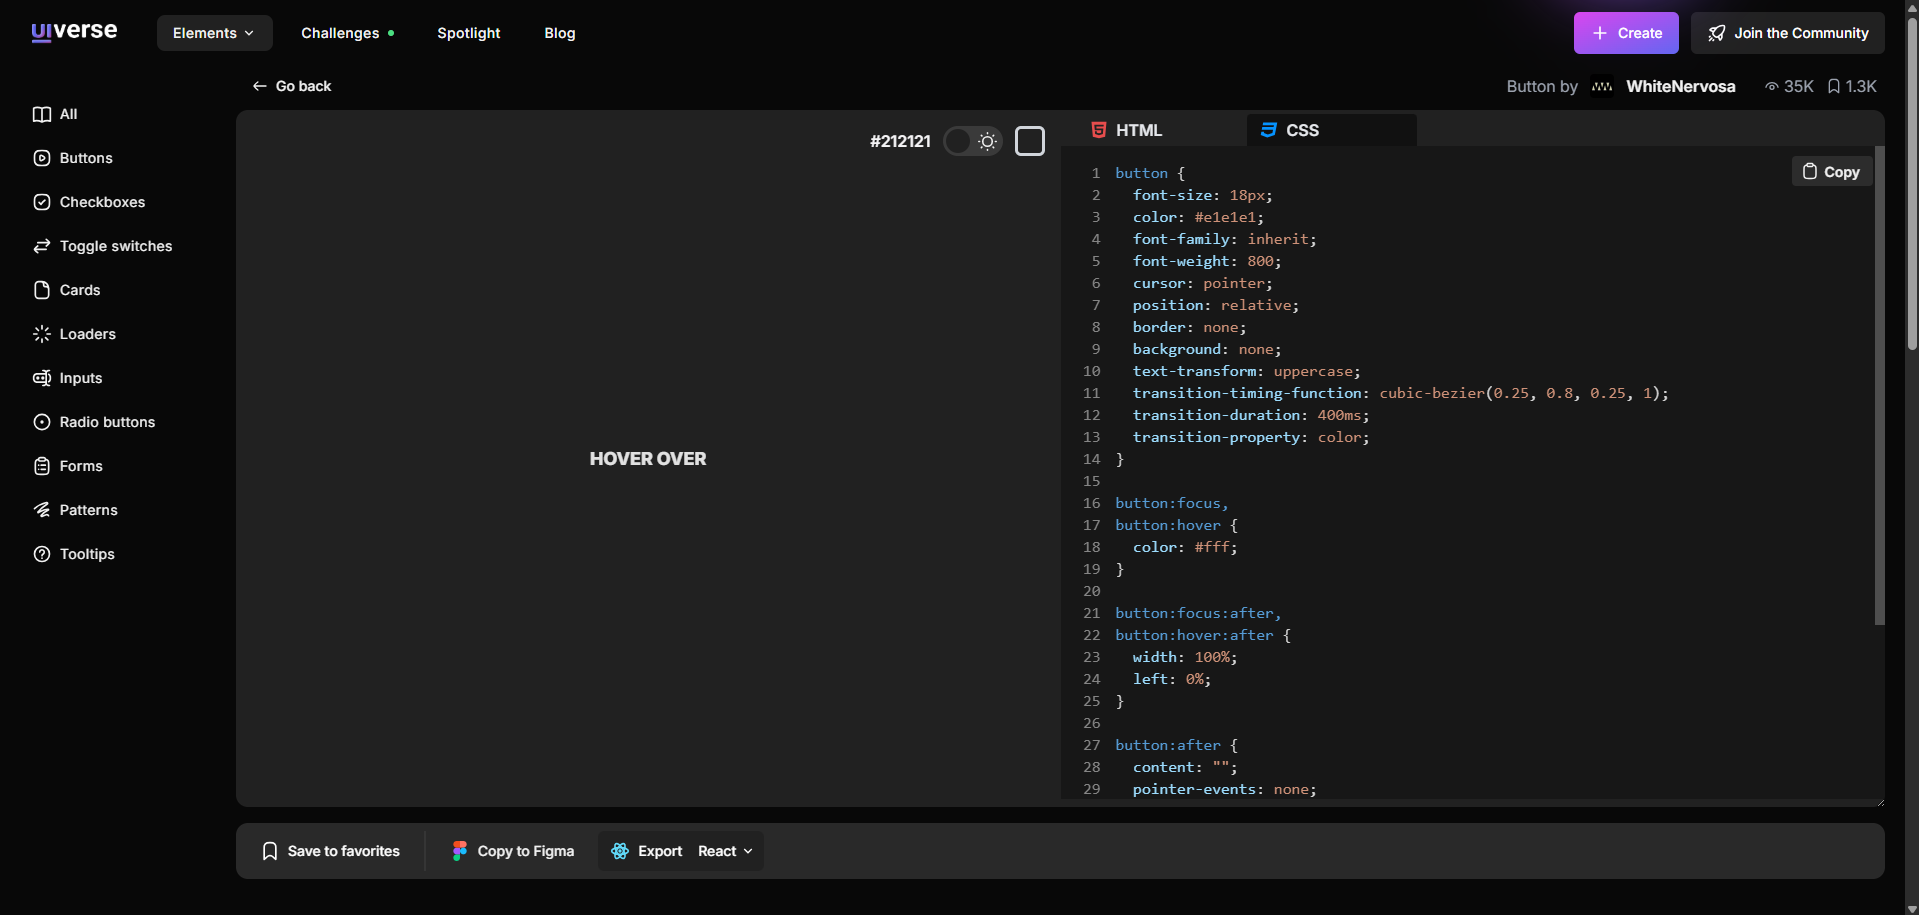 uiverse
Elements
Challenges
Spotlight
Blog
Create
Join the Community
Go back
Button by WhiteNervosa 35K 1.3K
All
Buttons
Checkboxes
Toggle switches
Cards
Loaders
Inputs
Radio buttons
Forms
Patterns
Tooltips
#212121
HOVER OVER
HTML
CSS
Copy
1 button {
2 font-size: 18px;
3 color: #e1e1e1;
4 font-family: inherit;
5 font-weight: 800;
6 cursor: pointer;
7 position: relative;
8 border: none;
9 background: none;
10 text-transform: uppercase;
11 transition-timing-function: cubic-bezier(0.25, 0.8, 0.25, 1);
12 transition-duration: 400ms;
13 transition-property: color;
14 }
15
16 button:focus,
17 button:hover {
18 color: #fff;
19 }
20
21 button:focus:after,
22 button:hover:after {
23 width: 100%;
24 left: 0%;
25 }
26
27 button:after {
28 content: "";
29 pointer-events: none;
Save to favorites
Copy to Figma
Export React